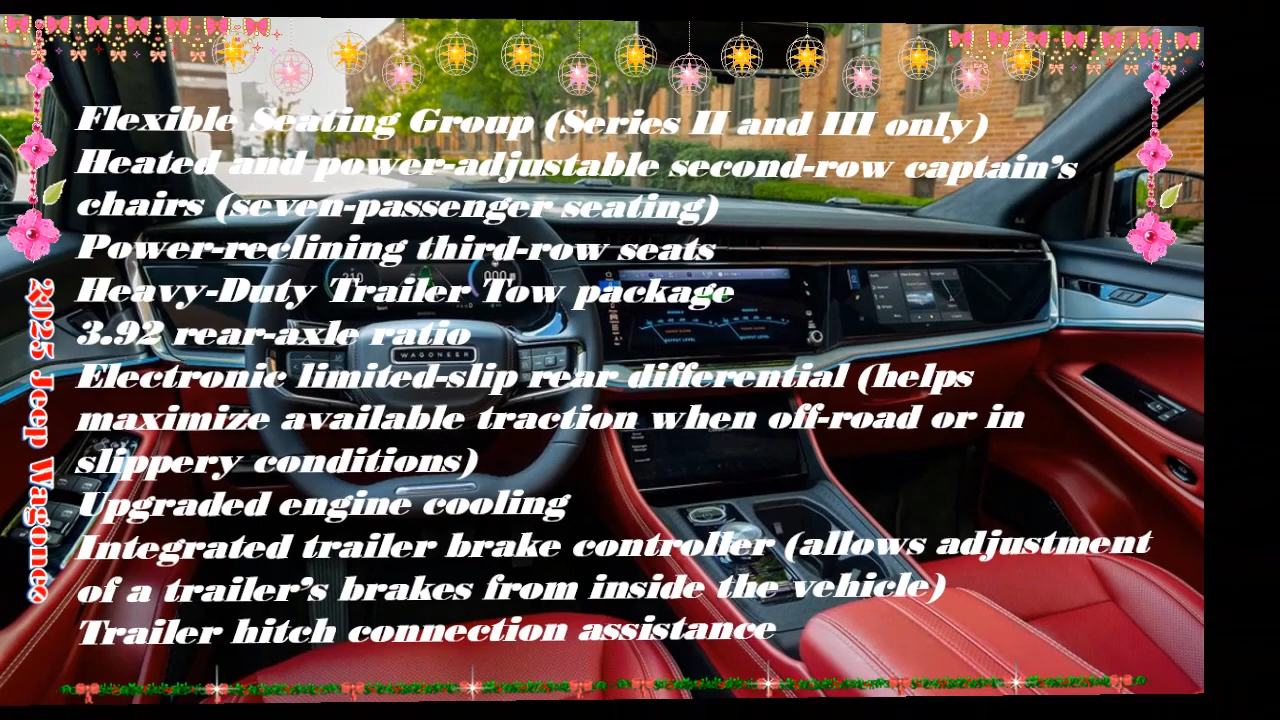 Flexible Seating Group (Series II and III only)
Heated and power-adjustable second-row captain's
chairs (seven-passenger seating)
Power-reclining third-row seats
Heavy-Duty Trailer Tow package
3.92 rear-axle ratio
Electronic limited-slip rear differential (helps
maximize available traction when off-road or in
slippery conditions)
Upgraded engine cooling
Integrated trailer brake controller (allows adjustment
of a trailer's brakes from inside the vehicle)
Trailer hitch connection assistance
2025 Jeep Wagonee
WAGONEER